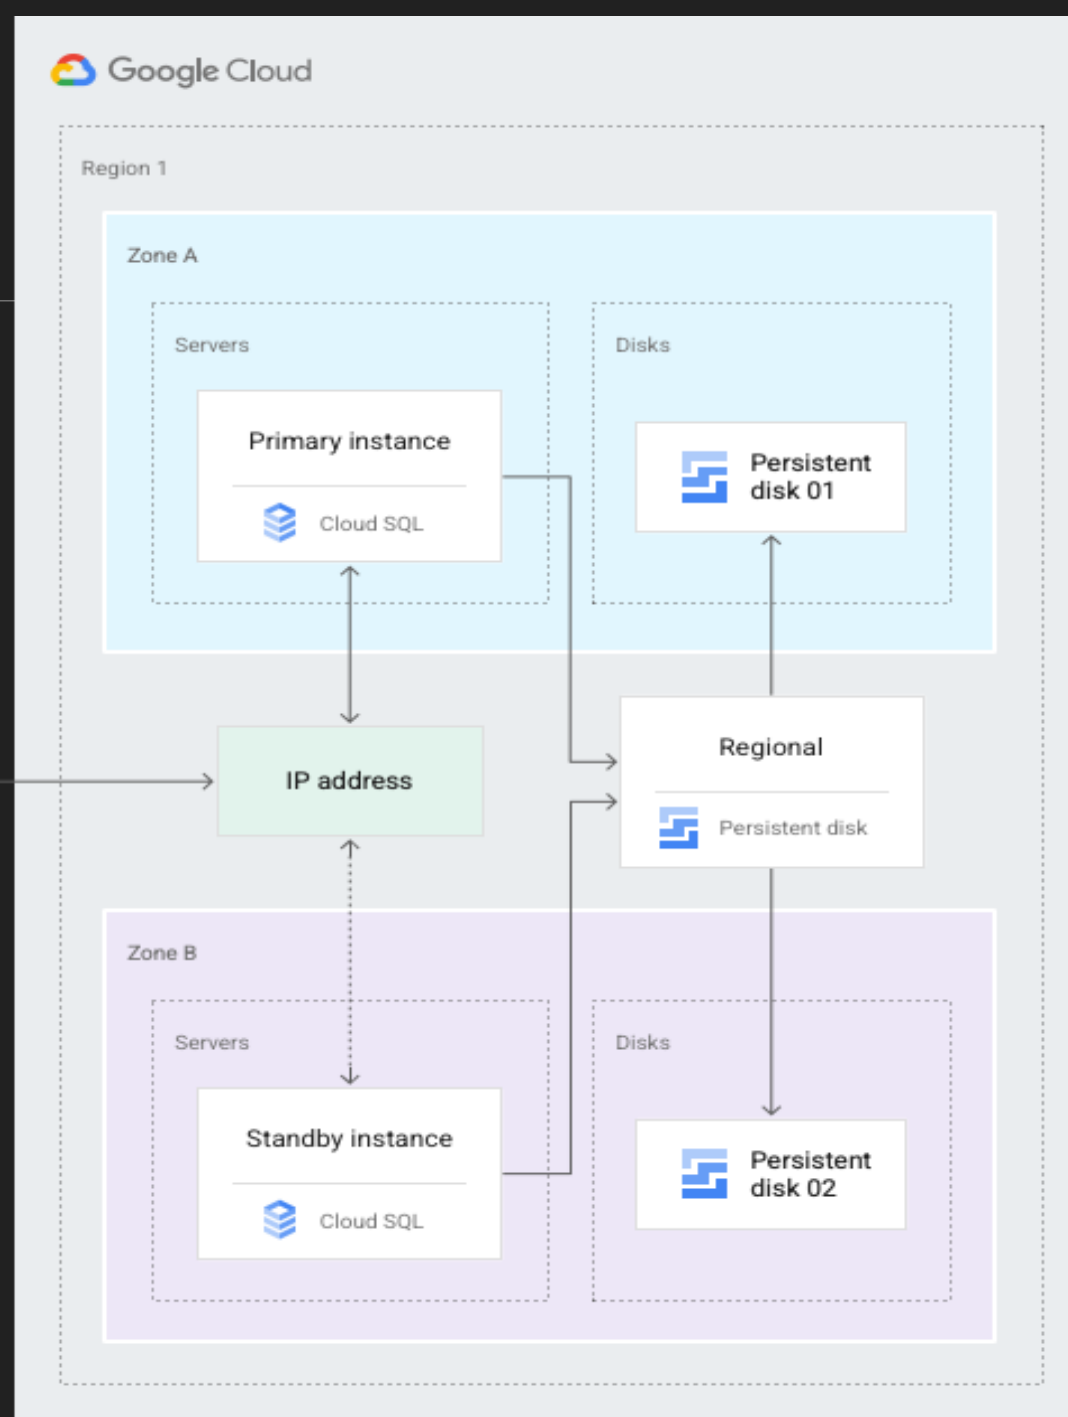 Google Cloud
Region 1
Zone A
Servers
Primary instance
Cloud SQL
Disks
Persistent
disk 01
IP address
Regional
Persistent disk
Zone B
Servers
Standby instance
Cloud SQL
Disks
Persistent
disk 02